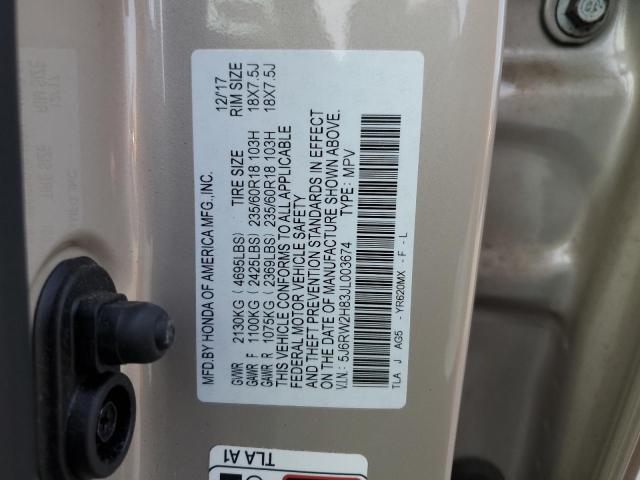 MFD.BY HONDA OF AMERICA MFG.,INC. 12/17
GVWR 2130KG ( 4695LBS) TIRE SIZE RIM SIZE
GAWR F 1100KG ( 2425LBS) 235/60R18 103H 18X7.5J
GAWR R 1075KG ( 2369LBS) 235/60R18 103H 18X7.5J
THIS VEHICLE CONFORMS TO ALL APPLICABLE
FEDERAL MOTOR VEHICLE SAFETY
AND THEFT PREVENTION STANDARDS IN EFFECT
ON THE DATE OF MANUFACTURE SHOWN ABOVE.
V.I.N.: 5J6RW2H83JL003674 TYPE: MPV
TLA J AG5 - YR620MX - F - L
TLA A1